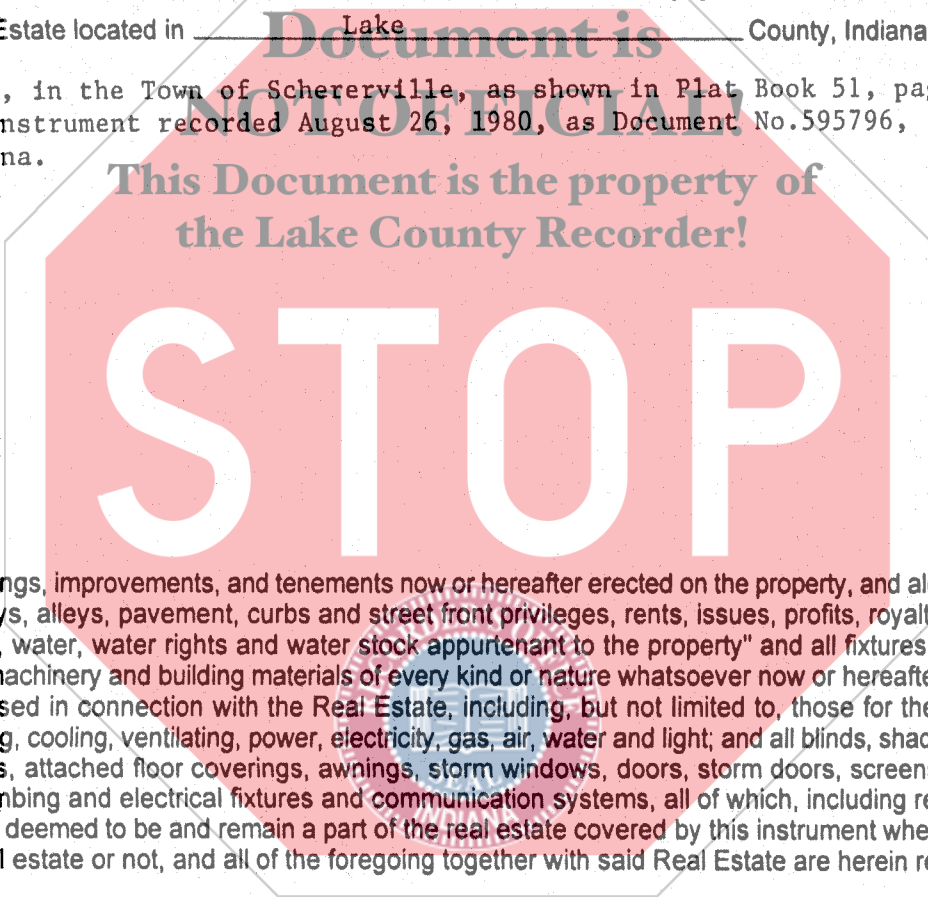 Estate located in Lake County, Indiana
Document is
, in the Town of Schererville, as shown in Plat Book 51, pag
NOT OFFICIAL!
nstrument recorded August 26, 1980, as Document No.595796,
na.
This Document is the property of
the Lake County Recorder!
STOP
ngs, improvements, and tenements now or hereafter erected on the property, and al
ys, alleys, pavement, curbs and street front privileges, rents, issues, profits, royalt
, water, water rights and water stock appurtenant to the property" and all fixtures
achinery and building materials of every kind or nature whatsoever now or hereafte
sed in connection with the Real Estate, including, but not limited to, those for the
g, cooling, ventilating, power, electricity, gas, air, water and light; and all blinds, shad
s, attached floor coverings, awnings, storm windows, doors, storm doors, screens
nbing and electrical fixtures and communication systems, all of which, including re
deemed to be and remain a part of the real estate covered by this instrument whe
l estate or not, and all of the foregoing together with said Real Estate are herein re
INDIANA